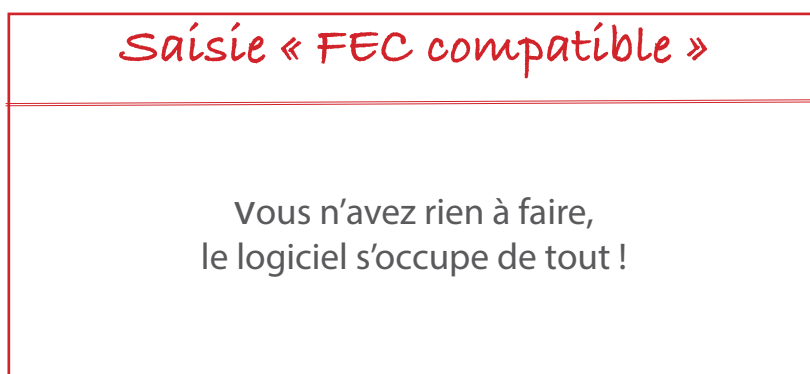 Saisie « FEC compatible »
Vous n’avez rien à faire,
le logiciel s’occupe de tout !